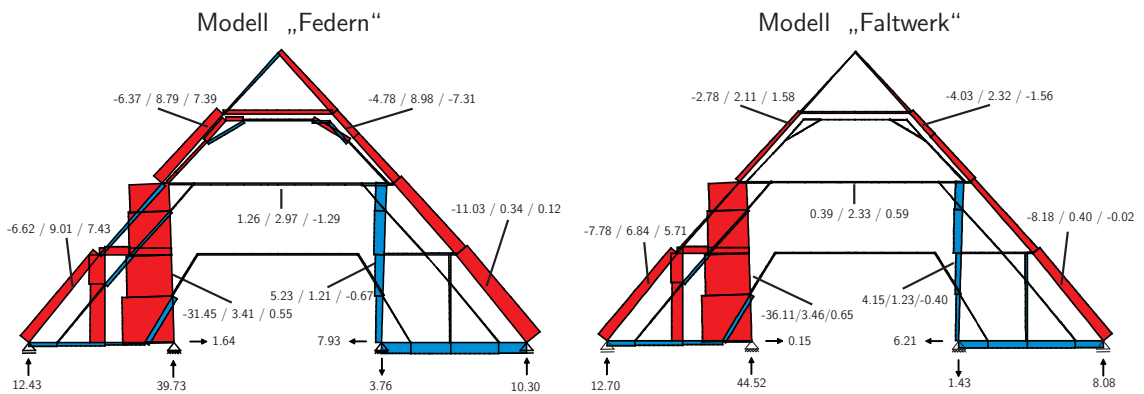 Modell „Federn“
-6.37 / 8.79 / 7.39
-4.78 / 8.98 / -7.31
1.26 / 2.97 / -1.29
-11.03 / 0.34 / 0.12
-6.62 / 9.01 / 7.43
5.23 / 1.21 / -0.67
-31.45 / 3.41 / 0.55
1.64
7.93
12.43
39.73
3.76
10.30
Modell „Faltwerk“
-2.78 / 2.11 / 1.58
-4.03 / 2.32 / -1.56
0.39 / 2.33 / 0.59
-8.18 / 0.40 / -0.02
-7.78 / 6.84 / 5.71
4.15/1.23/-0.40
-36.11/3.46/0.65
0.15
6.21
12.70
44.52
1.43
8.08